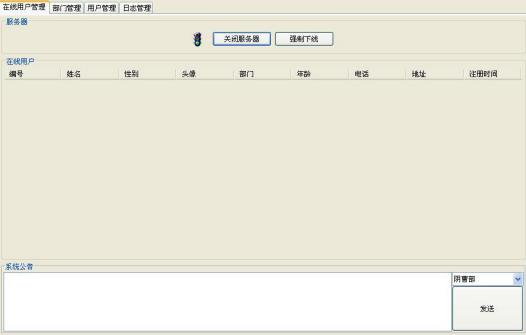 在线用户管理 部门管理 用户管理 日志管理
服务器
关闭服务器 强制下线
在线用户
编号 姓名 性别 头像 部门 年龄 电话 地址 注册时间
系统公告
阴曹部
发送